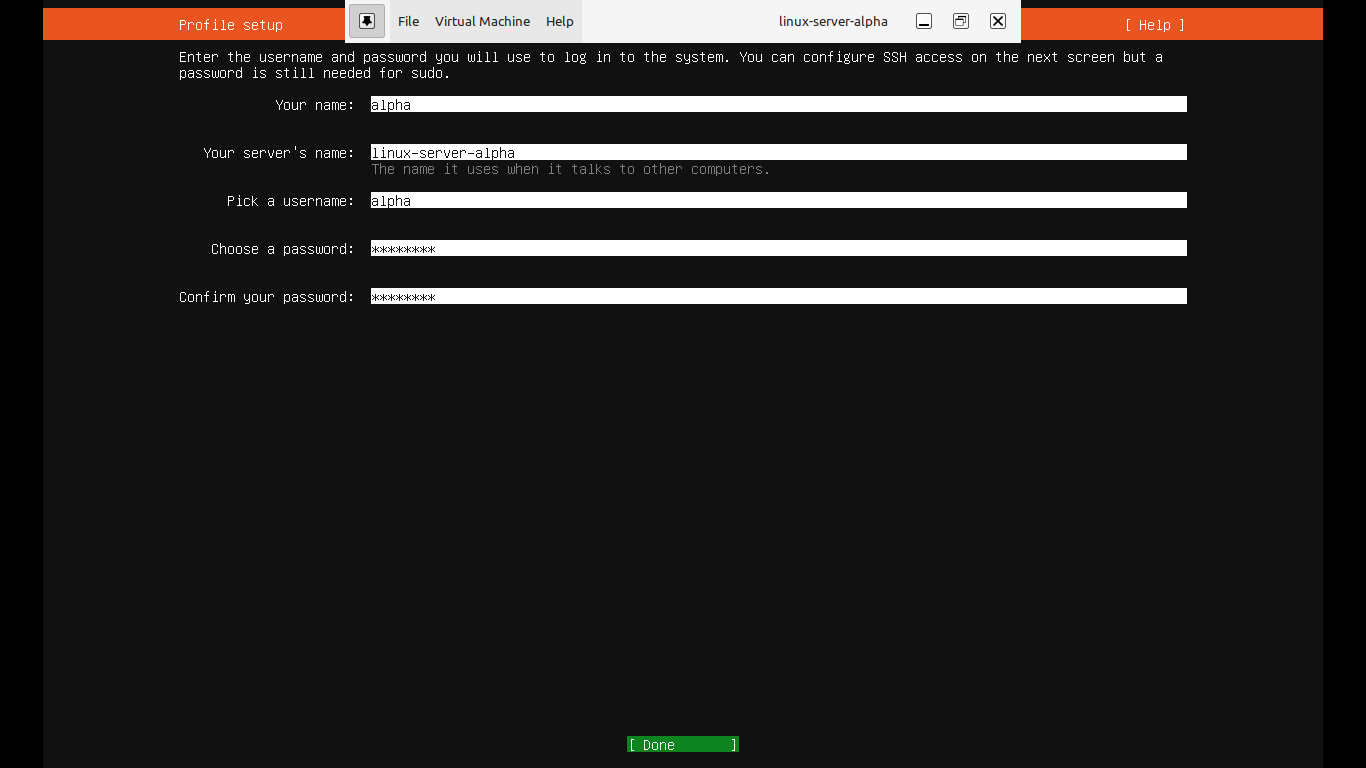 Profile setup
File Virtual Machine Help
linux-server-alpha
[ Help ]
Enter the username and password you will use to log in to the system. You can configure SSH access on the next screen but a
password is still needed for sudo.
Your name: alpha
Your server's name: linux-server-alpha
The name it uses when it talks to other computers.
Pick a username: alpha
Choose a password: ********
Confirm your password: ********
[ Done ]